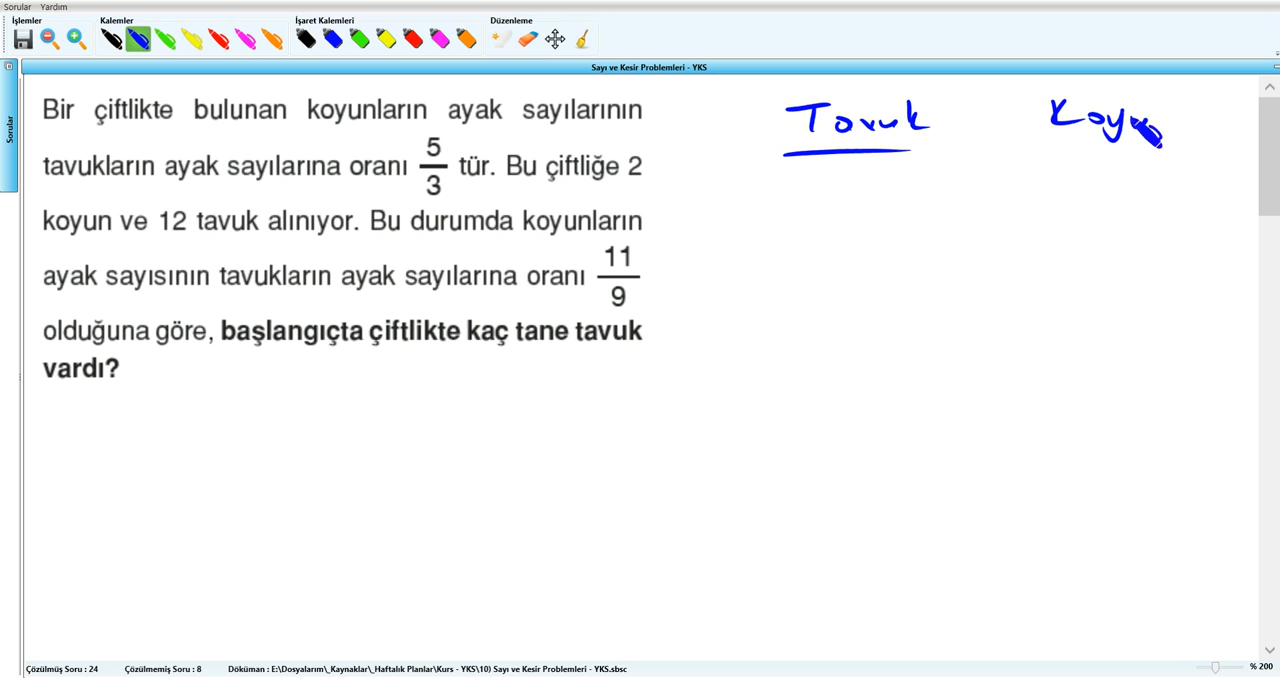 Sorular Yardım
İşlemler Kalemler İşaret Kalemleri Düzenleme
Sayı ve Kesir Problemleri - YKS
Sorular
Bir çiftlikte bulunan koyunların ayak sayılarının
tavukların ayak sayılarına oranı 5/3 tür. Bu çiftliğe 2
koyun ve 12 tavuk alınıyor. Bu durumda koyunların
ayak sayısının tavukların ayak sayılarına oranı 11/9
olduğuna göre, başlangıçta çiftlikte kaç tane tavuk
vardı?
Tavuk Koyu
Çözülmüş Soru : 24 Çözülmemiş Soru : 8 Döküman : E:\Dosyalarım\_Kaynaklar\_Haftalık Planlar\Kurs - YKS\10) Sayı ve Kesir Problemleri - YKS.sbsc % 200